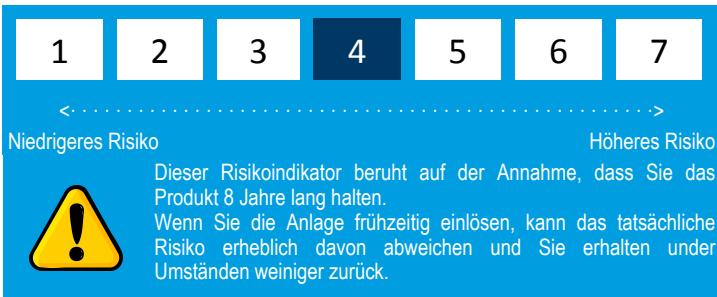 1 2 3 4 5 6 7
Niedrigeres Risiko Höheres Risiko
Dieser Risikoindikator beruht auf der Annahme, dass Sie das
Produkt 8 Jahre lang halten.
Wenn Sie die Anlage frühzeitig einlösen, kann das tatsächliche
Risiko erheblich davon abweichen und Sie erhalten under
Umständen weiniger zurück.